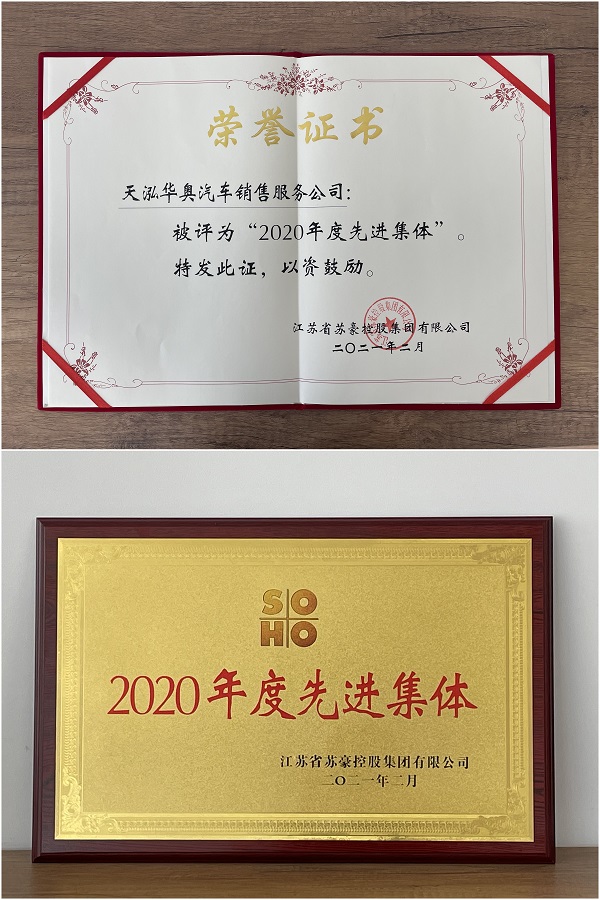 荣誉证书
天泓华奥汽车销售服务公司：
被评为“2020年度先进集体”。
特发此证，以资鼓励。
江苏省苏豪控股集团有限公司
二〇二一年二月
SO
HO
2020年度先进集体
江苏省苏豪控股集团有限公司
二〇二一年二月